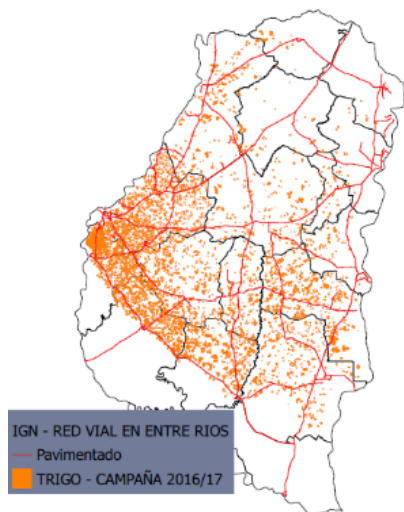 IGN - RED VIAL EN ENTRE RIOS
Pavimentado
TRIGO - CAMPAÑA 2016/17